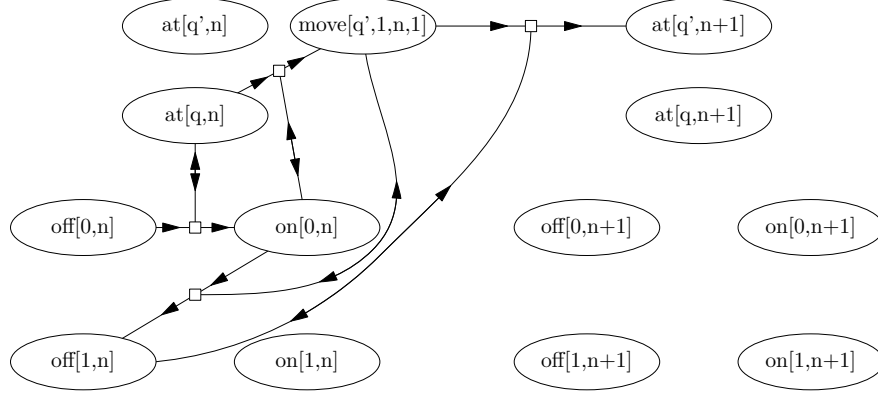 at[q',n] move[q',1,n,1] at[q',n+1]
at[q,n] at[q,n+1]
off[0,n] on[0,n] off[0,n+1] on[0,n+1]
off[1,n] on[1,n] off[1,n+1] on[1,n+1]